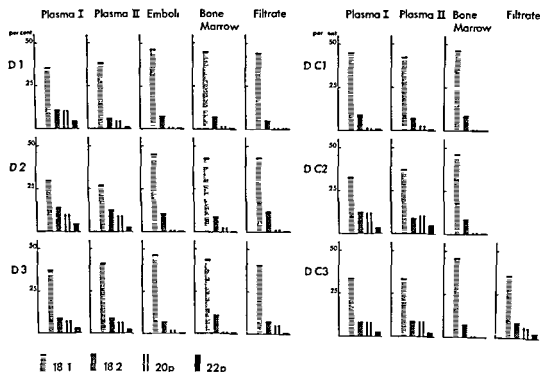 Plasma I Plasma II Emboli Bone Marrow Filtrate Plasma I Plasma II Bone Marrow Filtrate
per cent per
50 50
D 1 D C1
25 25
50 50
D 2 D C2
25 25
50 50
D 3 D C3
25 25
18 1 18 2 20p 22p